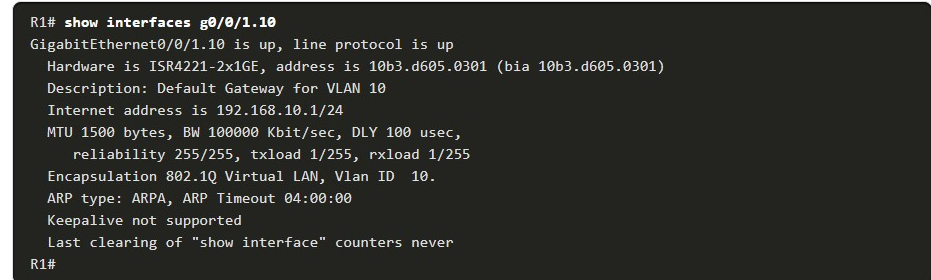 R1# show interfaces g0/0/1.10
GigabitEthernet0/0/1.10 is up, line protocol is up
  Hardware is ISR4221-2x1GE, address is 10b3.d605.0301 (bia 10b3.d605.0301)
  Description: Default Gateway for VLAN 10
  Internet address is 192.168.10.1/24
  MTU 1500 bytes, BW 100000 Kbit/sec, DLY 100 usec,
     reliability 255/255, txload 1/255, rxload 1/255
  Encapsulation 802.1Q Virtual LAN, Vlan ID  10.
  ARP type: ARPA, ARP Timeout 04:00:00
  Keepalive not supported
  Last clearing of "show interface" counters never
R1#